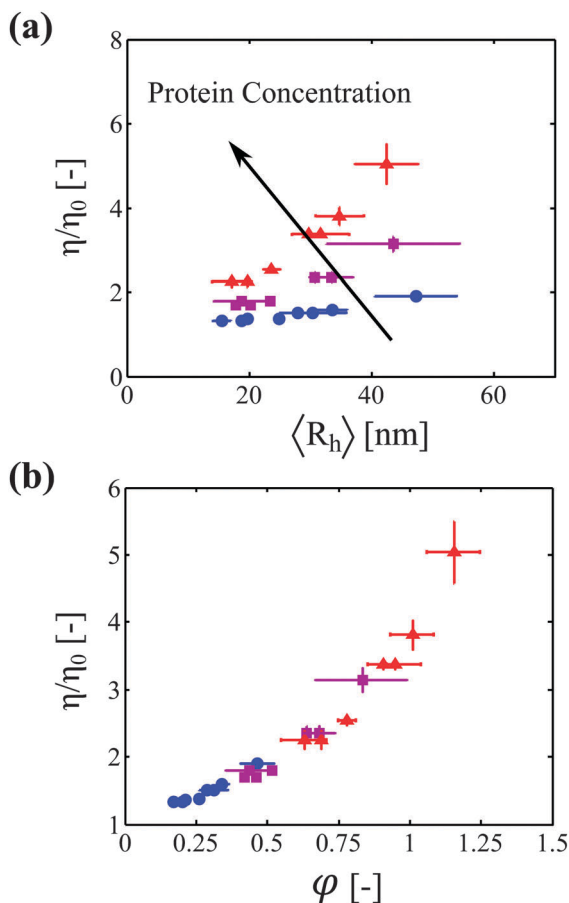 (a)
8
Protein Concentration
6
η/η0 [-]
4
2
0
0 20 40 60
⟨Rh⟩ [nm]
(b)
6
5
η/η0 [-]
4
3
2
1
0 0.25 0.5 0.75 1 1.25 1.5
φ [-]